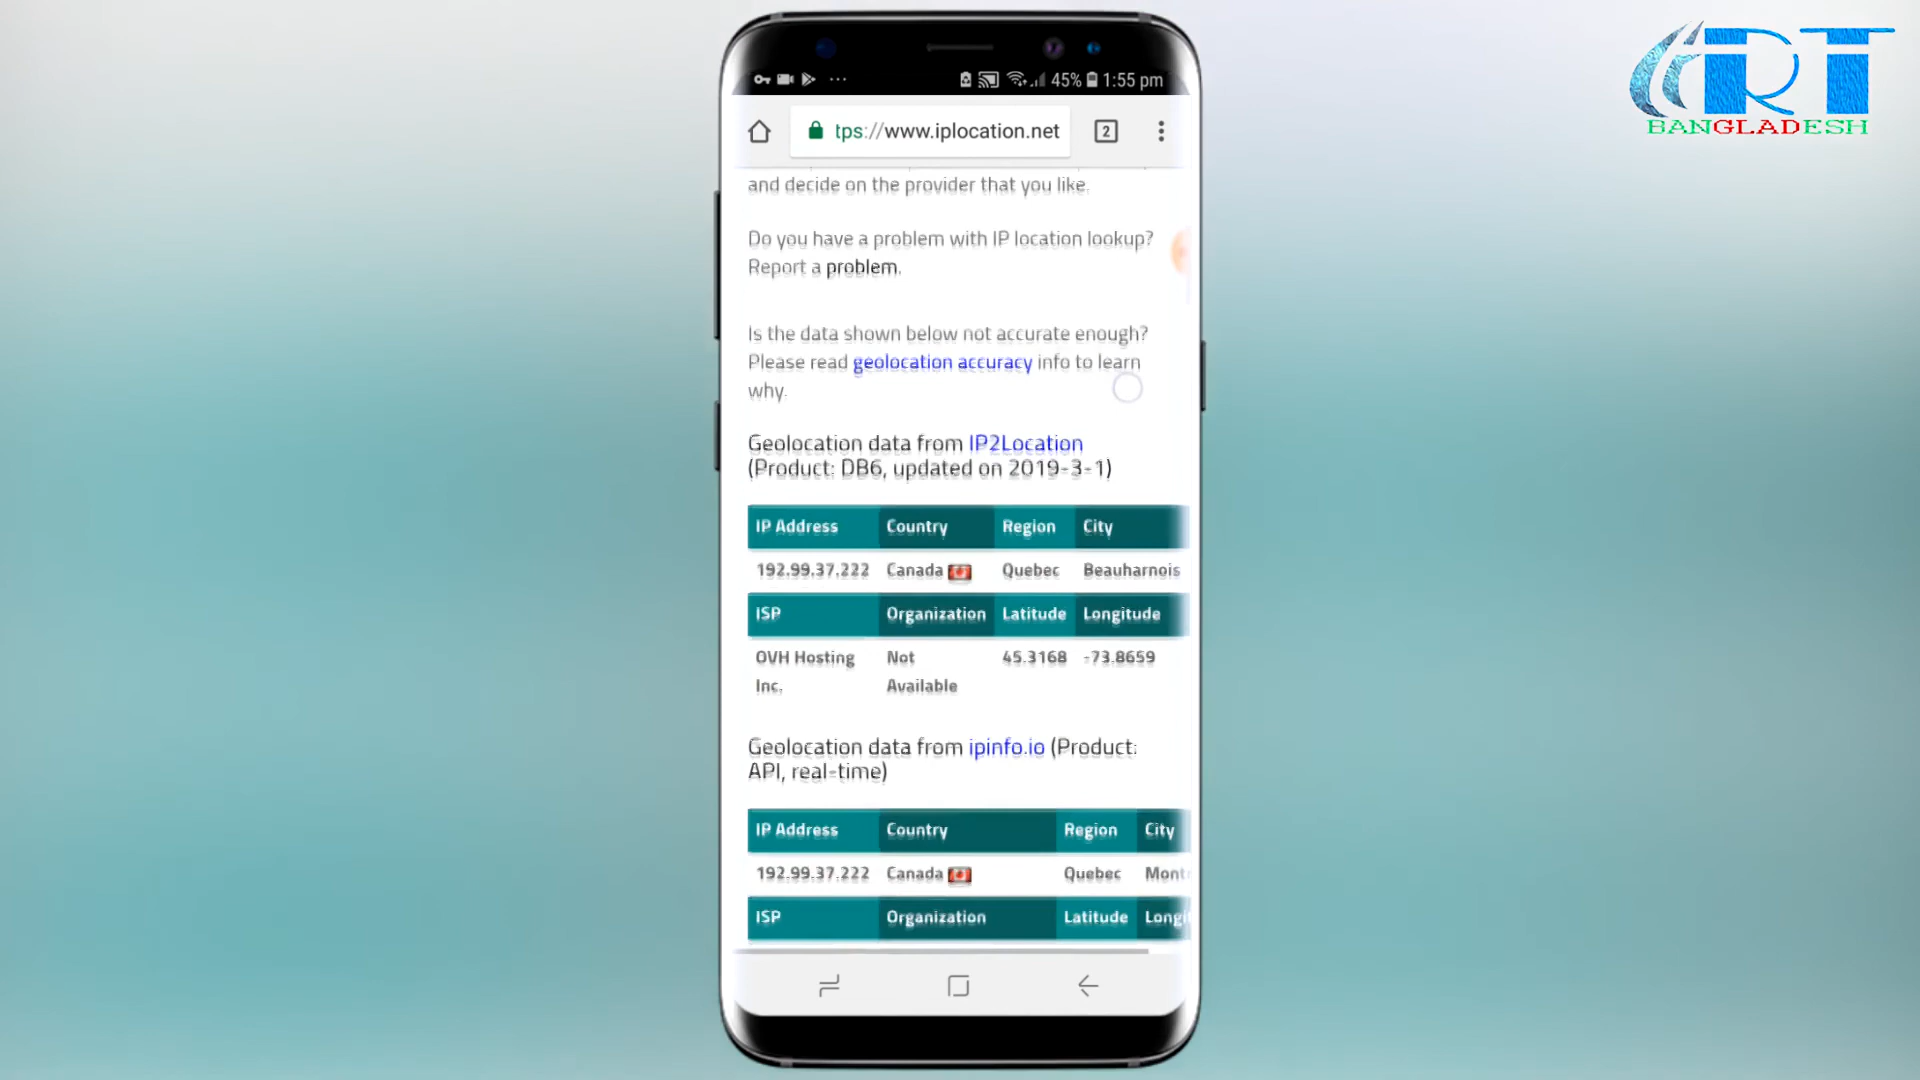 RT
BANGLADESH
45% 1:55 pm
tps://www.iplocation.net 2
and decide on the provider that you like.
Do you have a problem with IP location lookup?
Report a problem.
Is the data shown below not accurate enough?
Please read geolocation accuracy info to learn
why.
Geolocation data from IP2Location
(Product: DB6, updated on 2019-3-1)
IP Address Country Region City
192.99.37.222 Canada Quebec Beauharnois
ISP Organization Latitude Longitude
OVH Hosting Not 45.3168 -73.8659
Inc. Available
Geolocation data from ipinfo.io (Product:
API, real-time)
IP Address Country Region City
192.99.37.222 Canada Quebec Mont
ISP Organization Latitude Longi